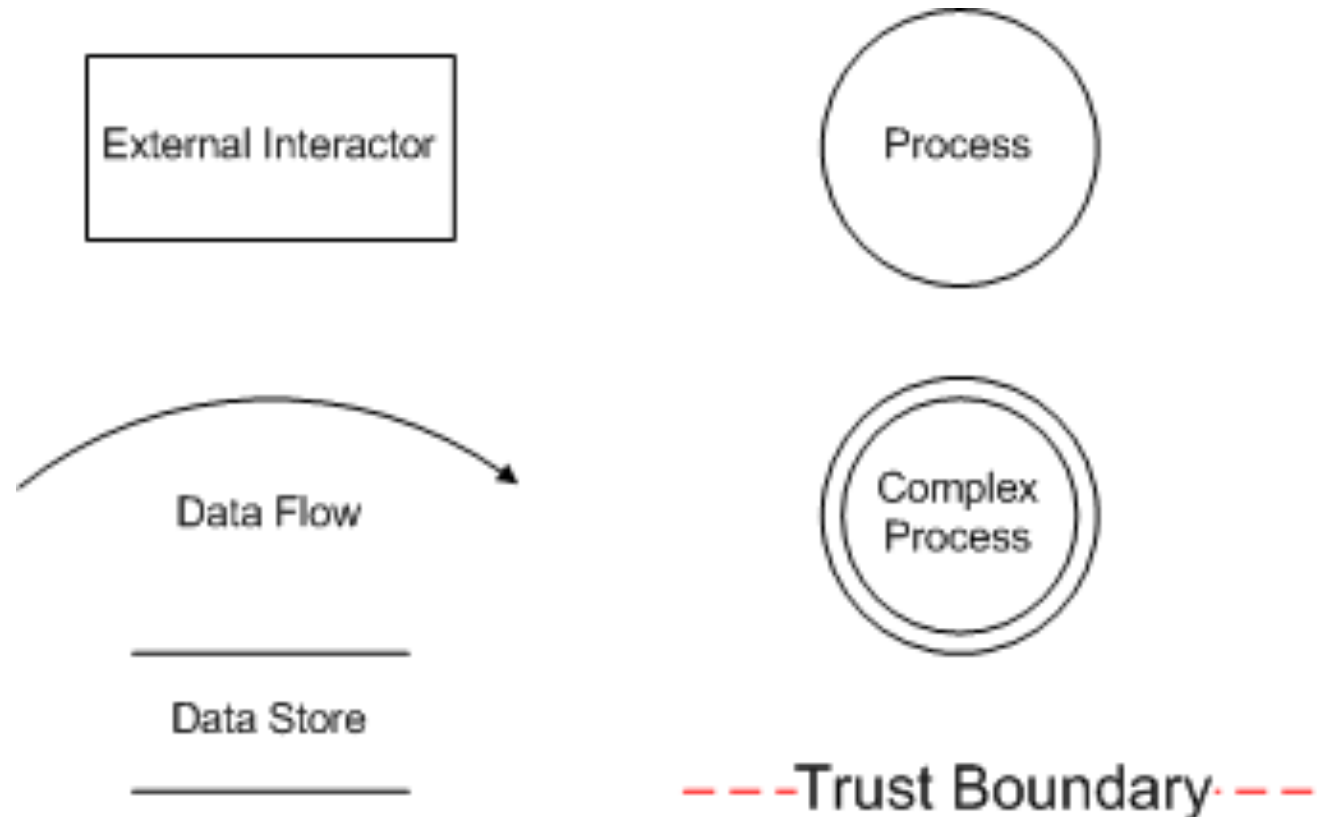 External Interactor
Process
Data Flow
Complex
Process
Data Store
Trust Boundary